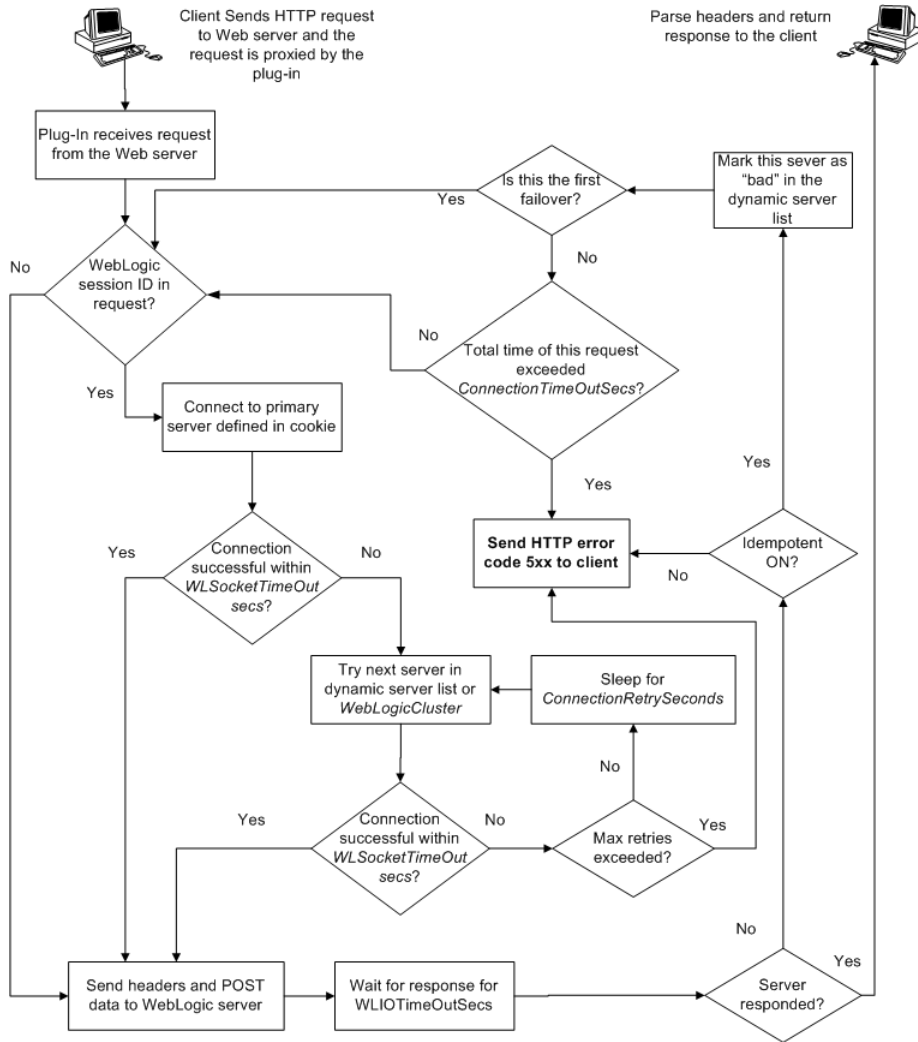 Client Sends HTTP request
to Web server and the
request is proxied by the
plug-in
Parse headers and return
response to the client
Plug-In receives request
from the Web server
Is this the first
failover?
Mark this sever as
“bad” in the
dynamic server
list
Yes
No
No
WebLogic
session ID in
request?
No
Total time of this request
exceeded
ConnectionTimeOutSecs?
Yes
Connect to primary
server defined in cookie
Yes
Yes
Send HTTP error
code 5xx to client
No
Idempotent
ON?
Yes
Connection
successful within
WLSocketTimeOut
secs?
No
Try next server in
dynamic server list or
WebLogicCluster
Sleep for
ConnectionRetrySeconds
No
Yes
Connection
successful within
WLSocketTimeOut
secs?
No
Max retries
exceeded?
Yes
No
Yes
Send headers and POST
data to WebLogic server
Wait for response for
WLIOTimeOutSecs
Server
responded?